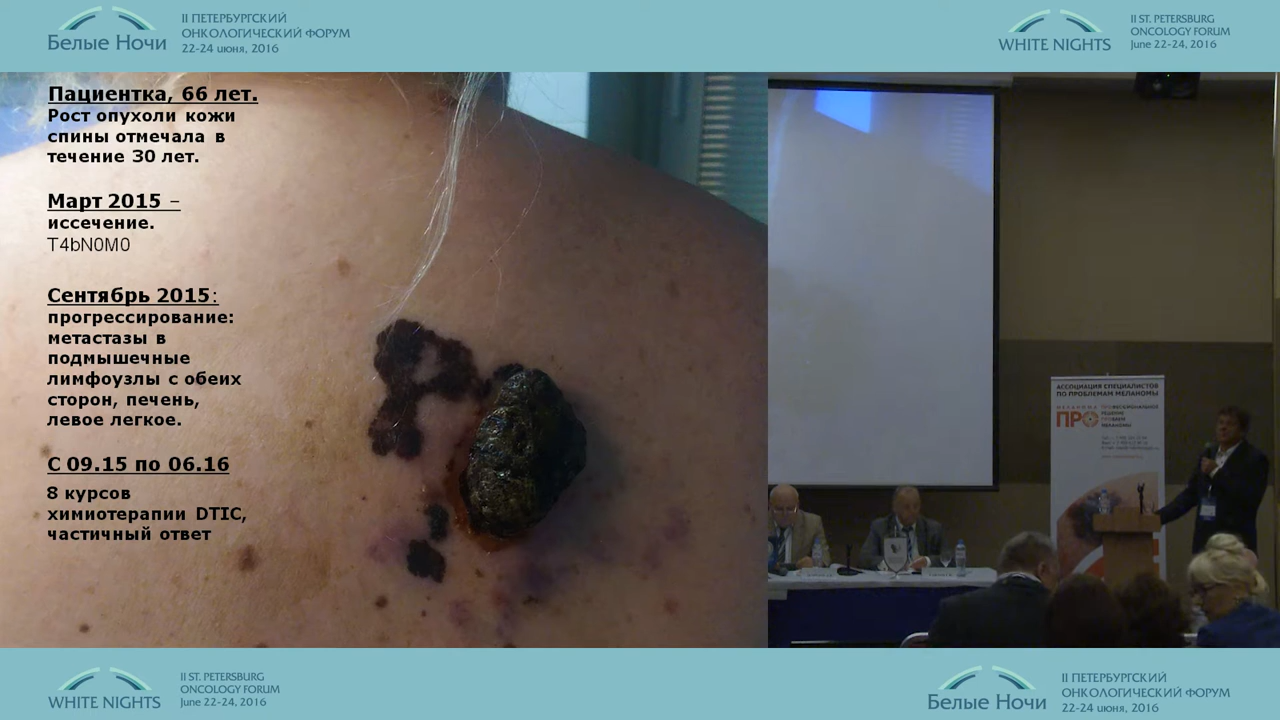 Белые Ночи
II ПЕТЕРБУРГСКИЙ
ОНКОЛОГИЧЕСКИЙ ФОРУМ
22-24 июня, 2016
WHITE NIGHTS
II ST. PETERSBURG
ONCOLOGY FORUM
June 22-24, 2016
Пациентка, 66 лет.
Рост опухоли кожи
спины отмечала в
течение 30 лет.
Март 2015 –
иссечение.
T4bN0M0
Сентябрь 2015:
прогрессирование:
метастазы в
подмышечные
лимфоузлы с обеих
сторон, печень,
левое легкое.
С 09.15 по 06.16
8 курсов
химиотерапии DTIC,
частичный ответ
АССОЦИАЦИЯ СПЕЦИАЛИСТОВ
ПО ПРОБЛЕМАМ МЕЛАНОМЫ
ПРО
WHITE NIGHTS
II ST. PETERSBURG
ONCOLOGY FORUM
June 22-24, 2016
Белые Ночи
II ПЕТЕРБУРГСКИЙ
ОНКОЛОГИЧЕСКИЙ ФОРУМ
22-24 июня, 2016